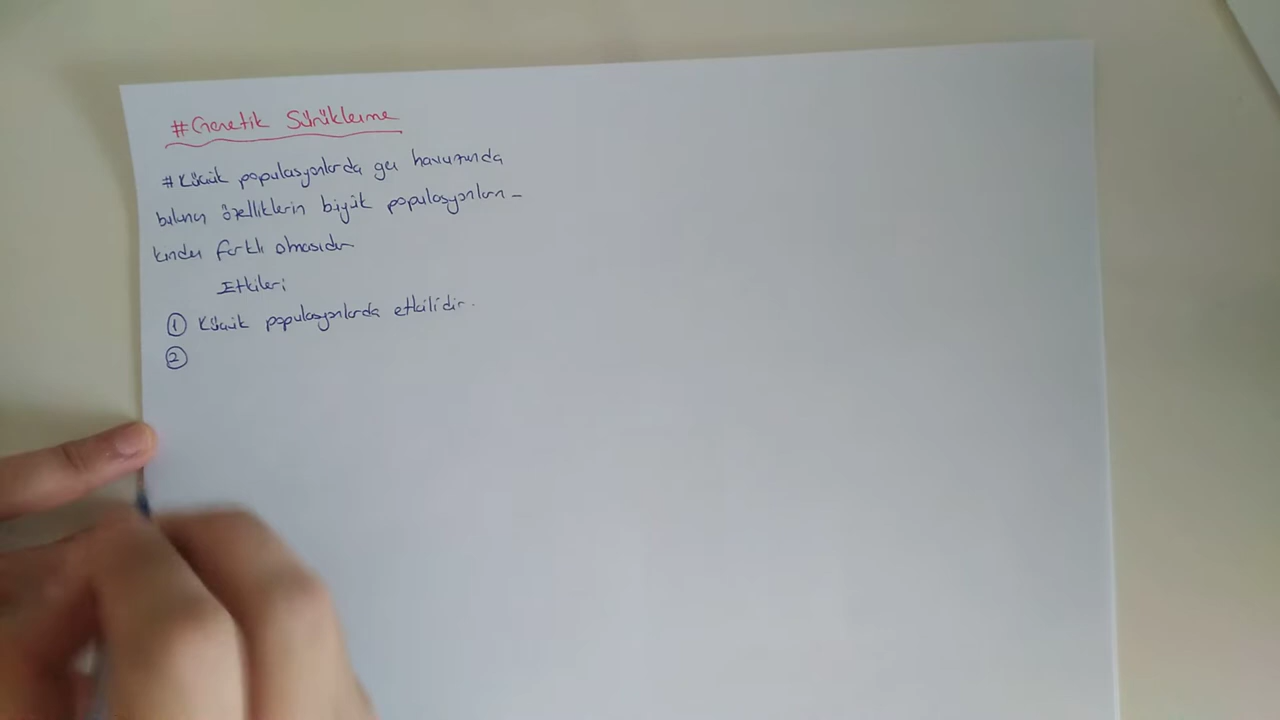 #Genetik Sürüklenme
#Küçük populasyonlarda gen havuzunda
bulunan özelliklerin büyük populasyonların-
kinden farklı olmasıdır
Etkileri
① Küçük populasyonlarda etkilidir.
②